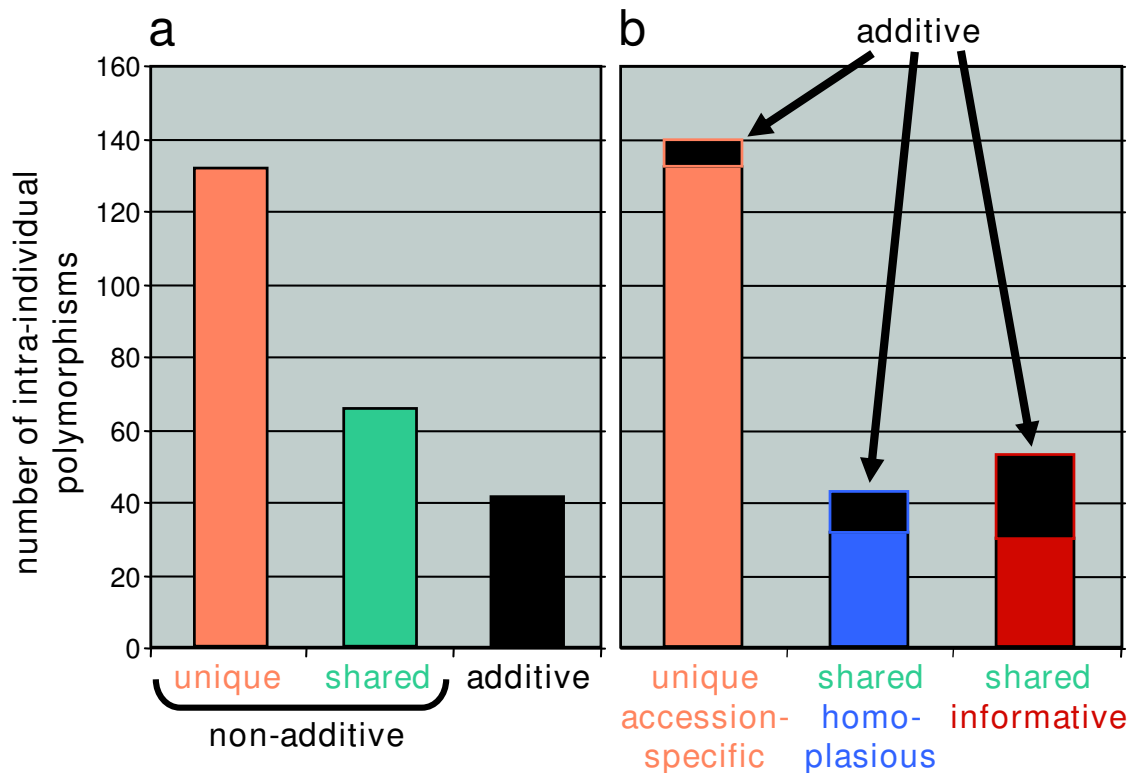 a
b
additive
number of intra-individual
polymorphisms
160
140
120
100
80
60
40
20
0
unique
shared
additive
non-additive
unique
accession-
specific
shared
homo-
plasious
shared
informative